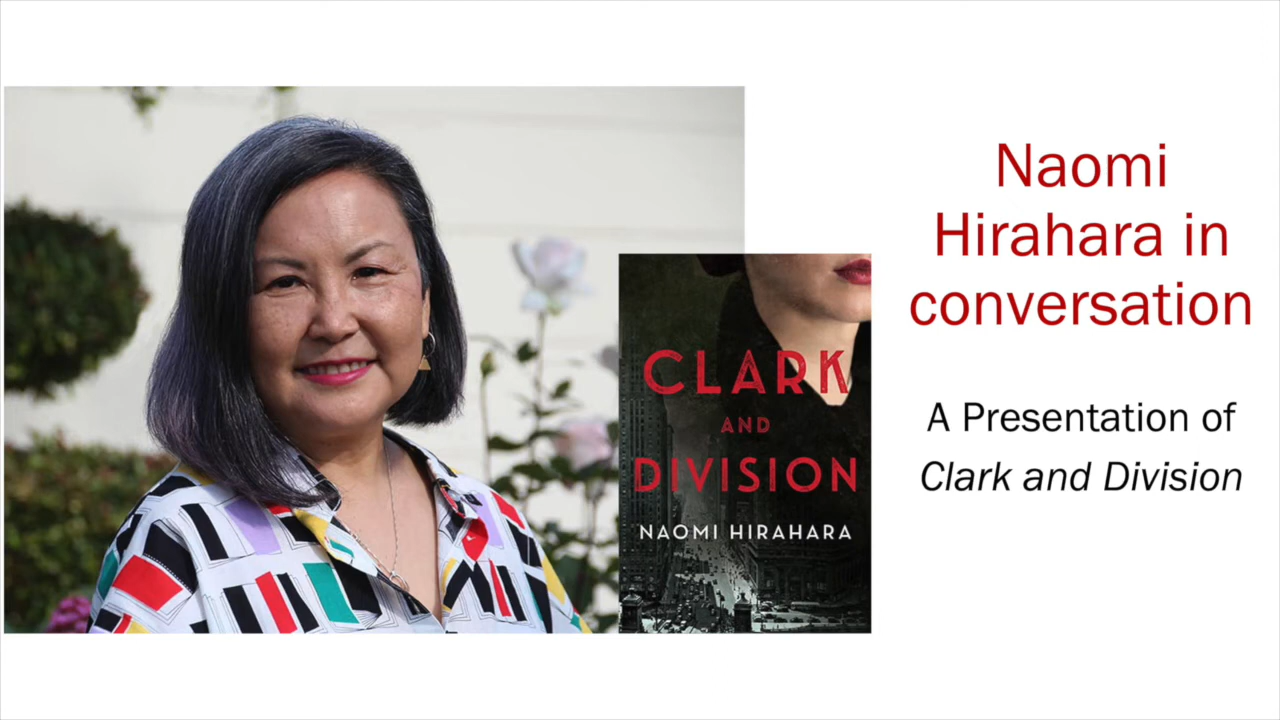 Naomi
Hirahara in
conversation
A Presentation of
Clark and Division
CLARK
AND
DIVISION
NAOMI HIRAHARA